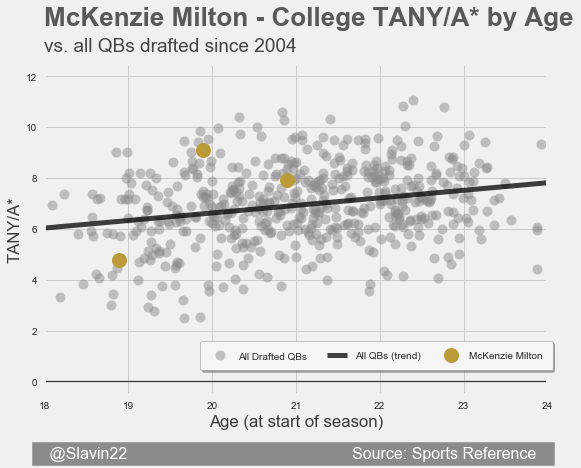 McKenzie Milton - College TANY/A* by Age
vs. all QBs drafted since 2004
12
10
8
6
4
2
0
TANY/A*
All Drafted QBs
All QBs (trend)
McKenzie Milton
18 19 20 21 22 23 24
Age (at start of season)
@Slavin22
Source: Sports Reference